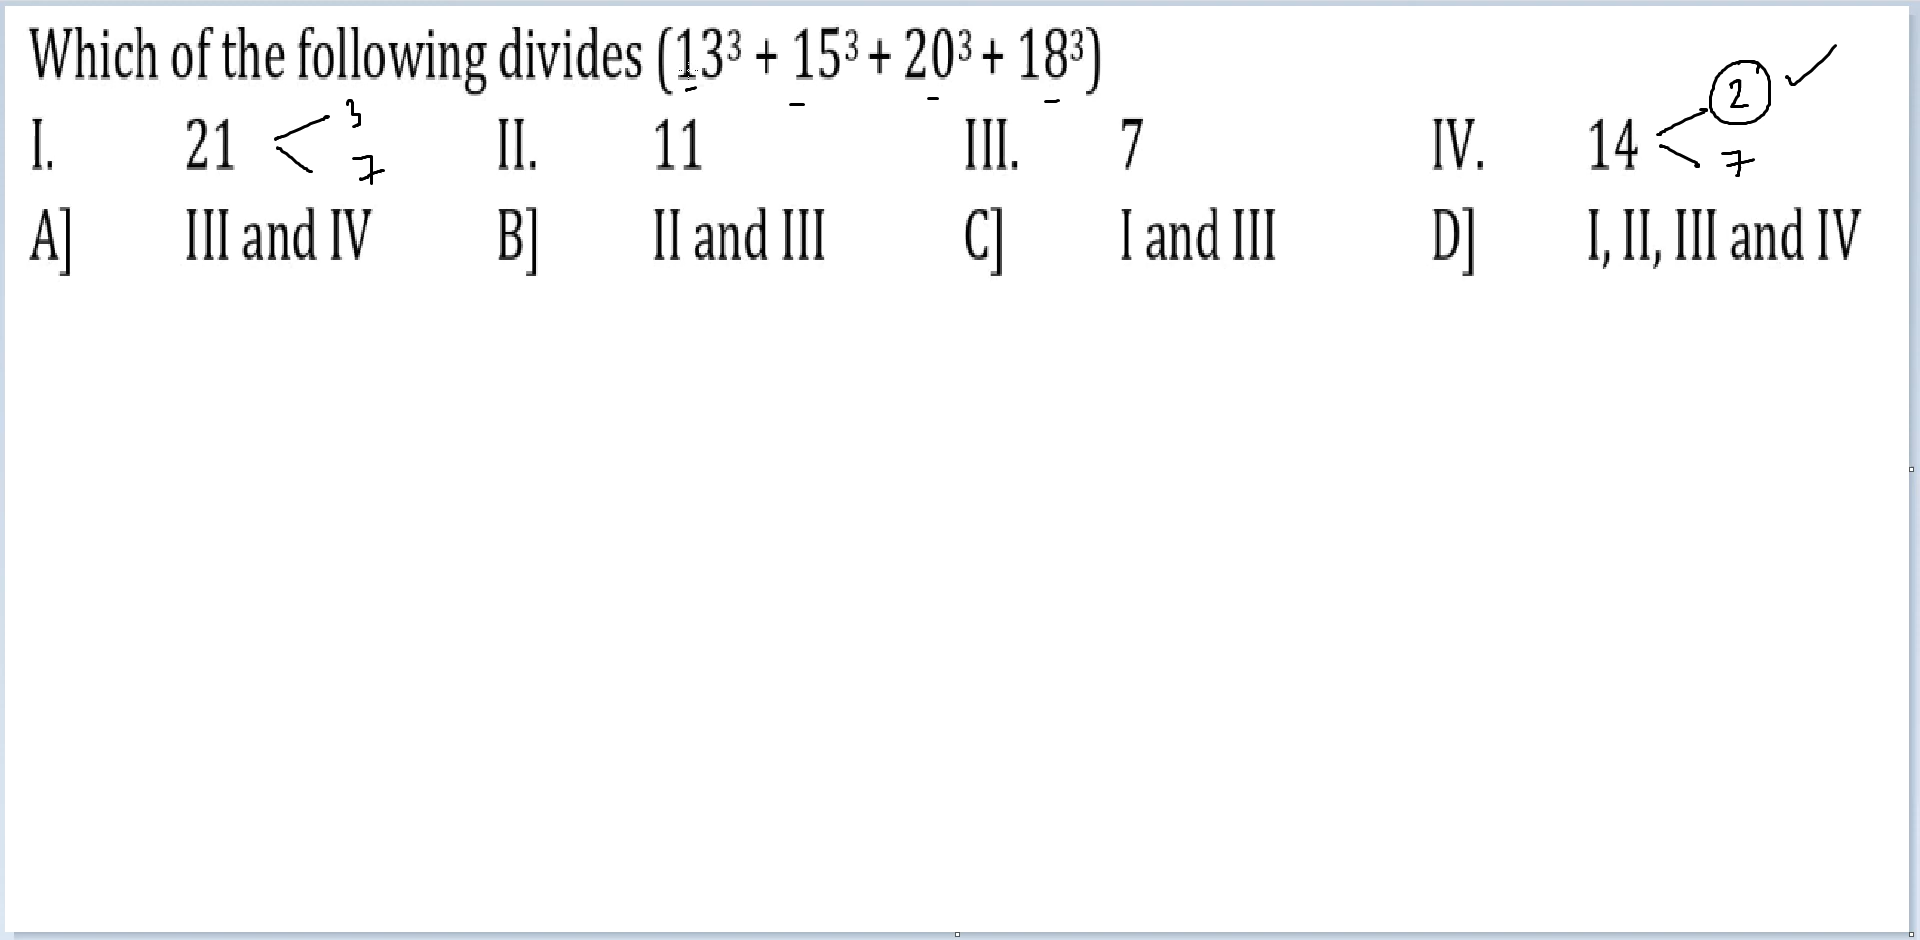 Which of the following divides (13³ + 15³ + 20³ + 18³)
2 ✓
3
I. 21 II. 11 III. 7 IV. 14
7 7
A] III and IV B] II and III C] I and III D] I, II, III and IV